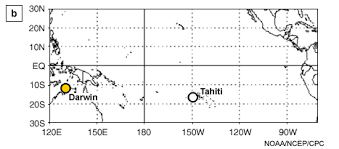 b
30N
20N
10N
EQ
10S
20S
30S
Darwin
Tahiti
120E 150E 180 150W 120W 90W
NOAA/NCEP/CPC